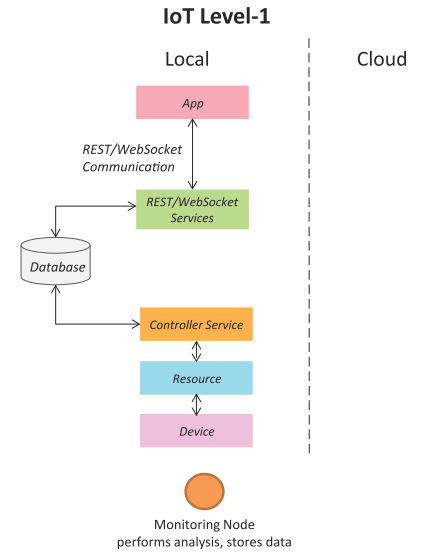 IoT Level-1
Local
Cloud
App
REST/WebSocket
Communication
REST/WebSocket
Services
Database
Controller Service
Resource
Device
Monitoring Node
performs analysis, stores data